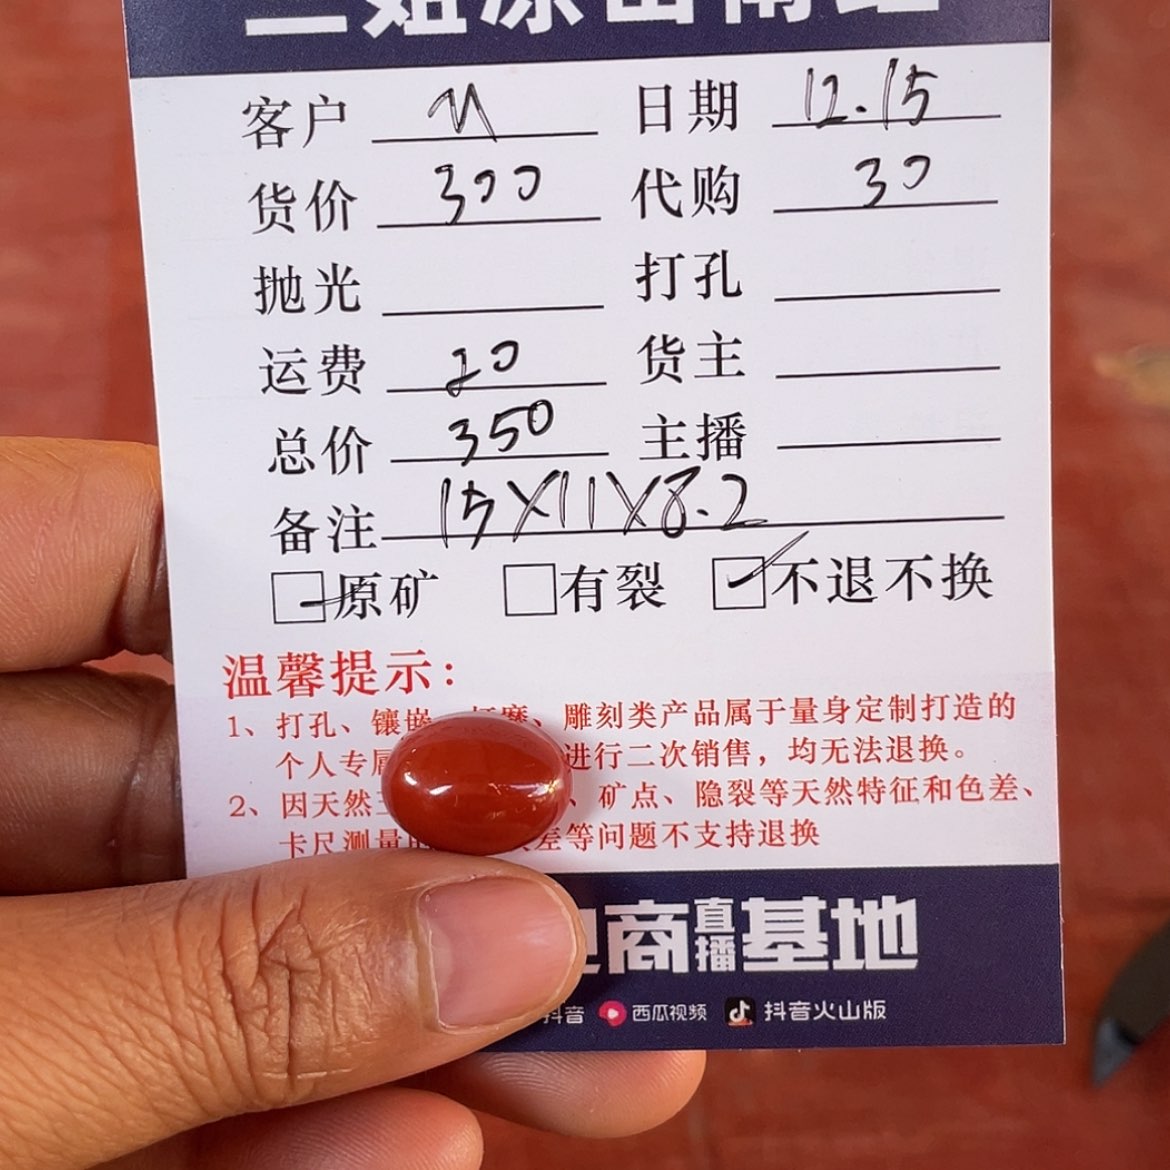 客户 日期 12.15
货价 300 代购 30
抛光 打孔
运费 20 货主
总价 350 主播
备注 15X11X8.2
原矿 有裂 不退不换
温馨提示:
1、打孔、镶嵌 、雕刻类产品属于量身定制打造的
个人专属 进行二次销售，均无法退换。
2、因天然 、矿点、隐裂等天然特征和色差、
卡尺测量 差等问题不支持退换
电商直播基地
抖音 西瓜视频 抖音火山版